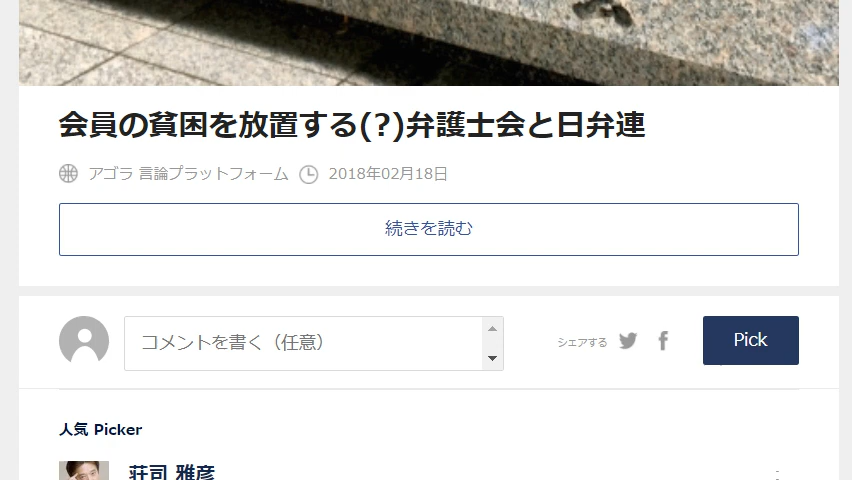 会員の貧困を放置する(?)弁護士会と日弁連
アゴラ 言論プラットフォーム 2018年02月18日
続きを読む
コメントを書く（任意） シェアする Pick
人気 Picker
荘司 雅彦